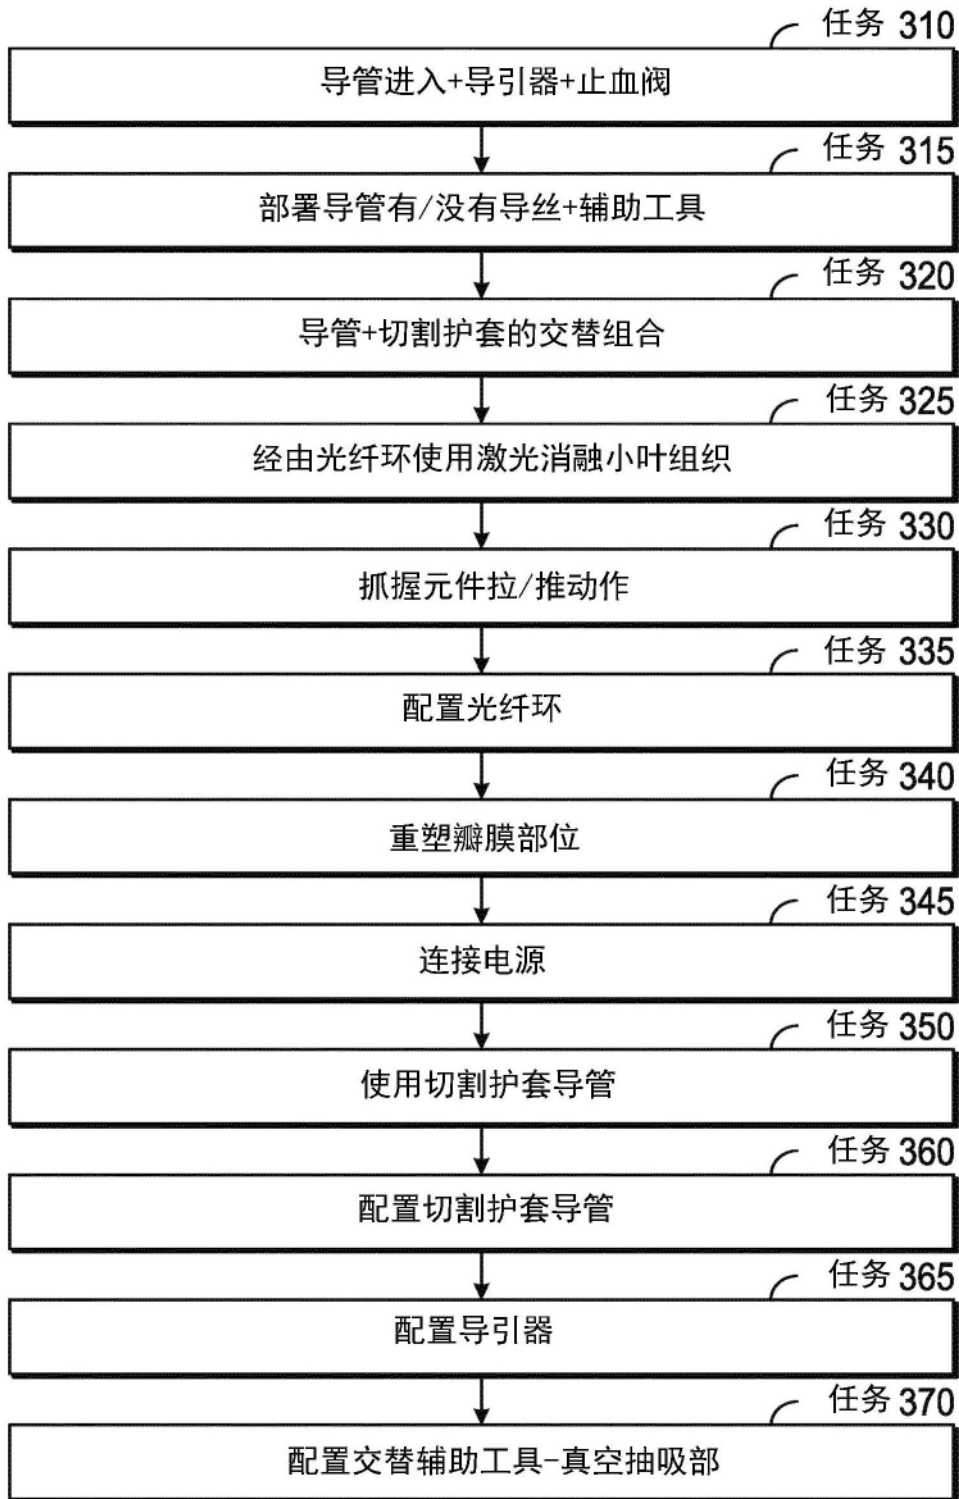 任务 310
导管进入+导引器+止血阀
任务 315
部署导管有/没有导丝+辅助工具
任务 320
导管+切割护套的交替组合
任务 325
经由光纤环使用激光消融小叶组织
任务 330
抓握元件拉/推动作
任务 335
配置光纤环
任务 340
重塑瓣膜部位
任务 345
连接电源
任务 350
使用切割护套导管
任务 360
配置切割护套导管
任务 365
配置导引器
任务 370
配置交替辅助工具-真空抽吸部